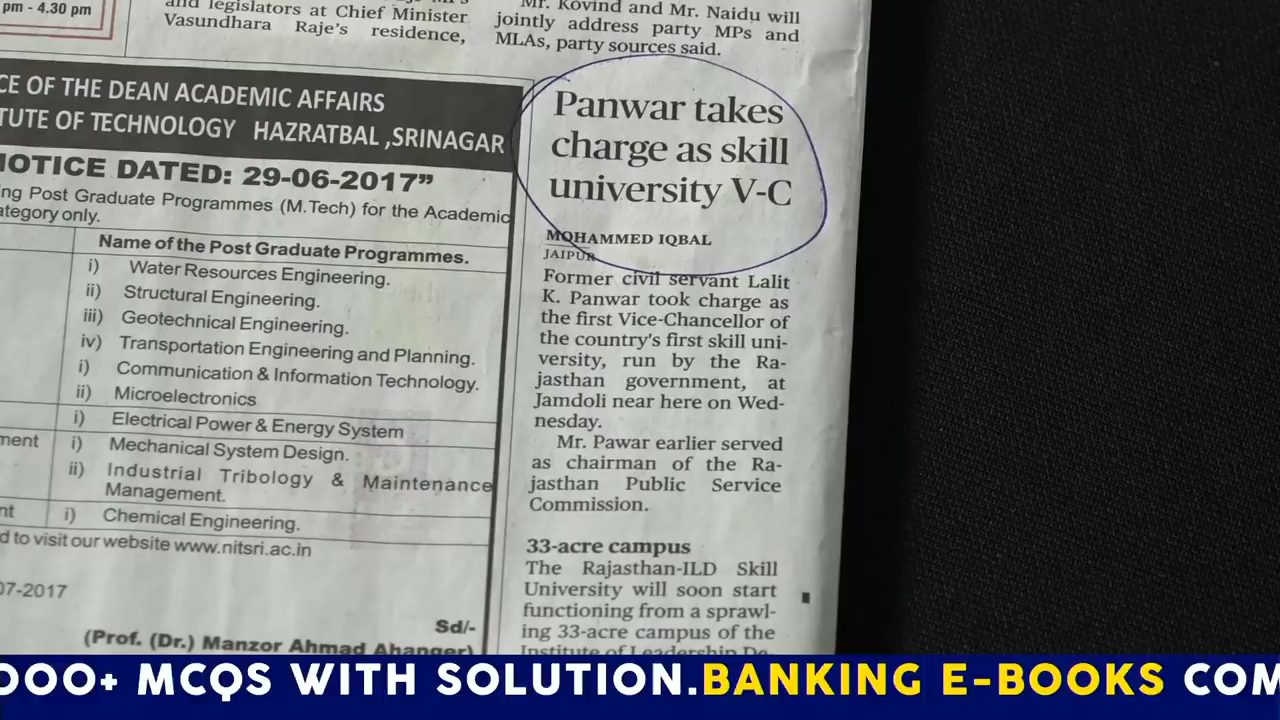 pm - 4.30 pm
and legislators at Chief Minister
Vasundhara Raje's residence,
Mr. Kovind and Mr. Naidu will
jointly address party MPs and
MLAs, party sources said.
CE OF THE DEAN ACADEMIC AFFAIRS
TUTE OF TECHNOLOGY HAZRATBAL ,SRINAGAR
NOTICE DATED: 29-06-2017”
ing Post Graduate Programmes (M.Tech) for the Academic
ategory only.
Name of the Post Graduate Programmes.
i) Water Resources Engineering.
ii) Structural Engineering.
iii) Geotechnical Engineering.
iv) Transportation Engineering and Planning.
i) Communication & Information Technology.
ii) Microelectronics
i) Electrical Power & Energy System
ment i) Mechanical System Design.
ii) Industrial Tribology & Maintenance
Management.
nt i) Chemical Engineering.
d to visit our website www.nitsri.ac.in
07-2017
Sd/-
(Prof. (Dr.) Manzor Ahmad Ahanger)
Panwar takes
charge as skill
university V-C
MOHAMMED IQBAL
JAIPUR
Former civil servant Lalit
K. Panwar took charge as
the first Vice-Chancellor of
the country's first skill uni-
versity, run by the Ra-
jasthan government, at
Jamdoli near here on Wed-
nesday.
Mr. Pawar earlier served
as chairman of the Ra-
jasthan Public Service
Commission.
33-acre campus
The Rajasthan-ILD Skill
University will soon start
functioning from a sprawl-
ing 33-acre campus of the
Institute of Leadership De-
000+ MCQS WITH SOLUTION.BANKING E-BOOKS COM